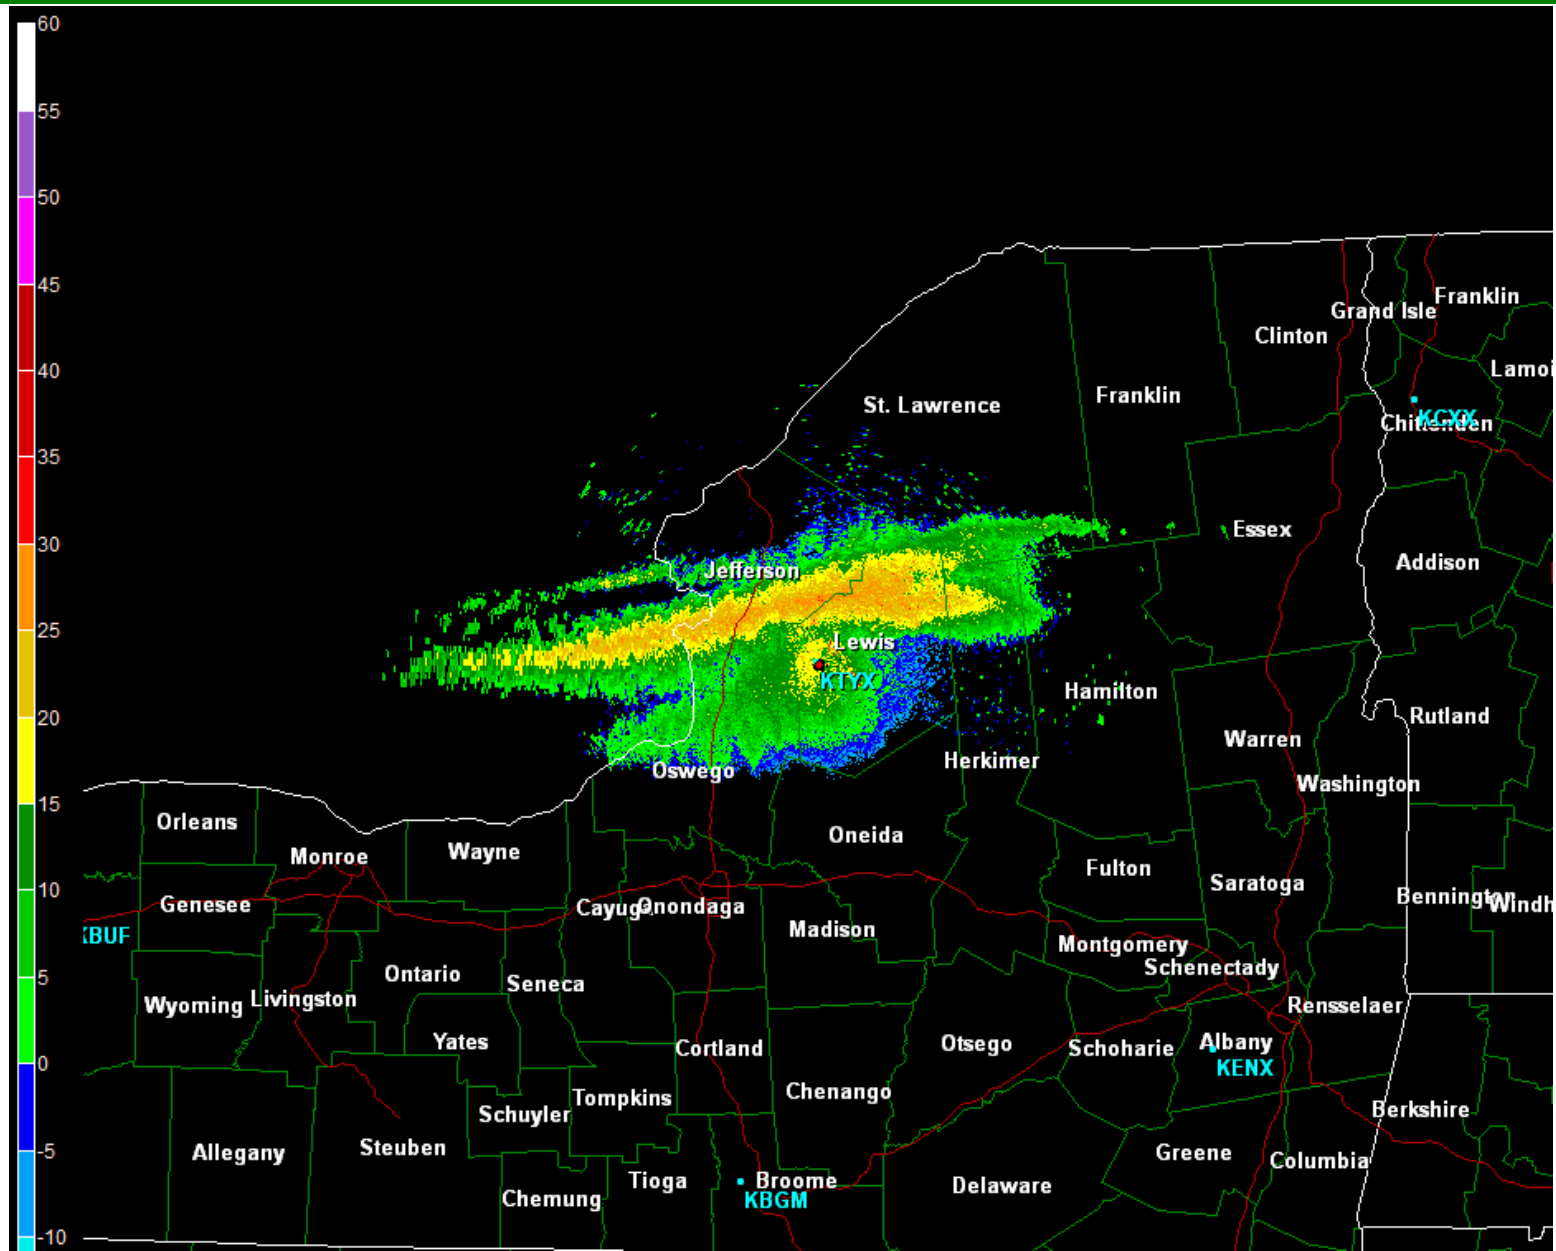 60
55
50
45
40
35
30
25
20
15
10
5
0
-5
-10
Franklin
Grand Isle
Clinton
Lamoi
Franklin
St. Lawrence
KCXX
Chittenden
Essex
Addison
Jefferson
Lewis
KTYX
Hamilton
Rutland
Warren
Herkimer
Oswego
Washington
Orleans
Oneida
Monroe
Wayne
Fulton
Saratoga
Bennington
Windh
Genesee
Cayuga
Onondaga
Madison
KBUF
Montgomery
Schenectady
Ontario
Seneca
Wyoming
Livingston
Rensselaer
Yates
Cortland
Otsego
Schoharie
Albany
KENX
Chenango
Tompkins
Schuyler
Berkshire
Steuben
Allegany
Greene
Columbia
Tioga
Broome
Delaware
Chemung
KBGM